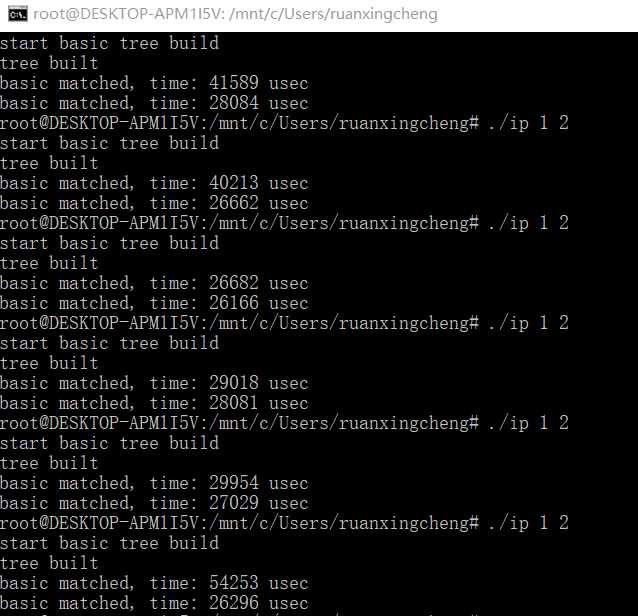 root@DESKTOP-APM1I5V: /mnt/c/Users/ruanxingcheng
start basic tree build
tree built
basic matched, time: 41589 usec
basic matched, time: 28084 usec
root@DESKTOP-APM1I5V:/mnt/c/Users/ruanxingcheng# ./ip 1 2
start basic tree build
tree built
basic matched, time: 40213 usec
basic matched, time: 26662 usec
root@DESKTOP-APM1I5V:/mnt/c/Users/ruanxingcheng# ./ip 1 2
start basic tree build
tree built
basic matched, time: 26682 usec
basic matched, time: 26166 usec
root@DESKTOP-APM1I5V:/mnt/c/Users/ruanxingcheng# ./ip 1 2
start basic tree build
tree built
basic matched, time: 29018 usec
basic matched, time: 28081 usec
root@DESKTOP-APM1I5V:/mnt/c/Users/ruanxingcheng# ./ip 1 2
start basic tree build
tree built
basic matched, time: 29954 usec
basic matched, time: 27029 usec
root@DESKTOP-APM1I5V:/mnt/c/Users/ruanxingcheng# ./ip 1 2
start basic tree build
tree built
basic matched, time: 54253 usec
basic matched, time: 26296 usec